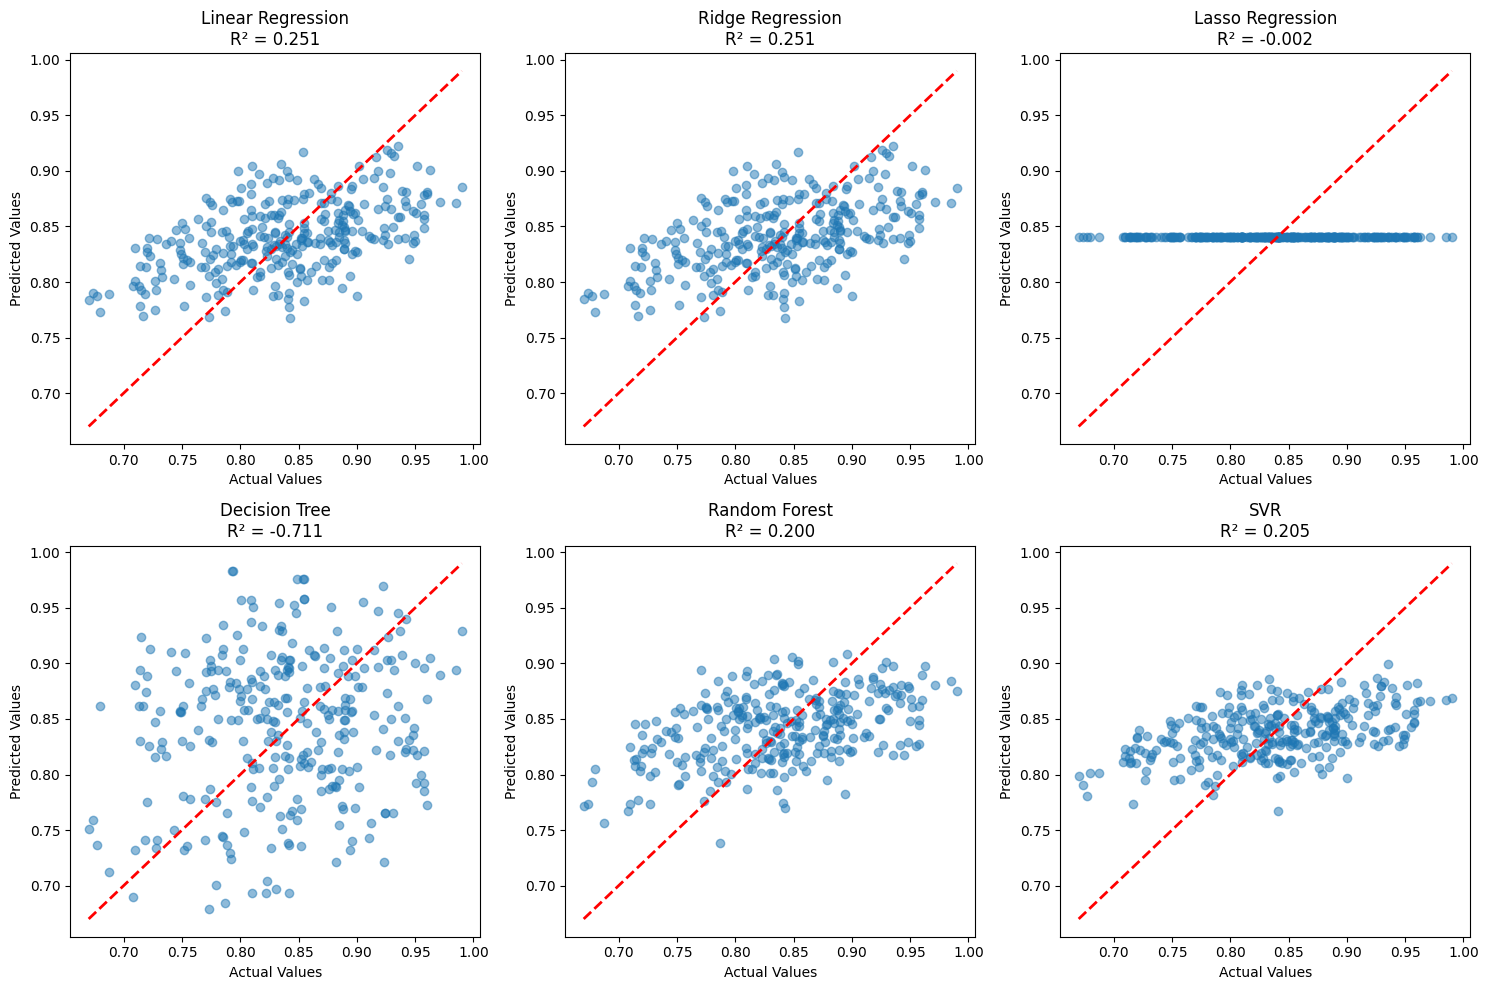 Linear Regression
R² = 0.251
1.00
0.95
0.90
0.85
0.80
0.75
0.70
Predicted Values
0.70 0.75 0.80 0.85 0.90 0.95 1.00
Actual Values
Ridge Regression
R² = 0.251
1.00
0.95
0.90
0.85
0.80
0.75
0.70
Predicted Values
0.70 0.75 0.80 0.85 0.90 0.95 1.00
Actual Values
Lasso Regression
R² = -0.002
1.00
0.95
0.90
0.85
0.80
0.75
0.70
Predicted Values
0.70 0.75 0.80 0.85 0.90 0.95 1.00
Actual Values
Decision Tree
R² = -0.711
1.00
0.95
0.90
0.85
0.80
0.75
0.70
Predicted Values
0.70 0.75 0.80 0.85 0.90 0.95 1.00
Actual Values
Random Forest
R² = 0.200
1.00
0.95
0.90
0.85
0.80
0.75
0.70
Predicted Values
0.70 0.75 0.80 0.85 0.90 0.95 1.00
Actual Values
SVR
R² = 0.205
1.00
0.95
0.90
0.85
0.80
0.75
0.70
Predicted Values
0.70 0.75 0.80 0.85 0.90 0.95 1.00
Actual Values